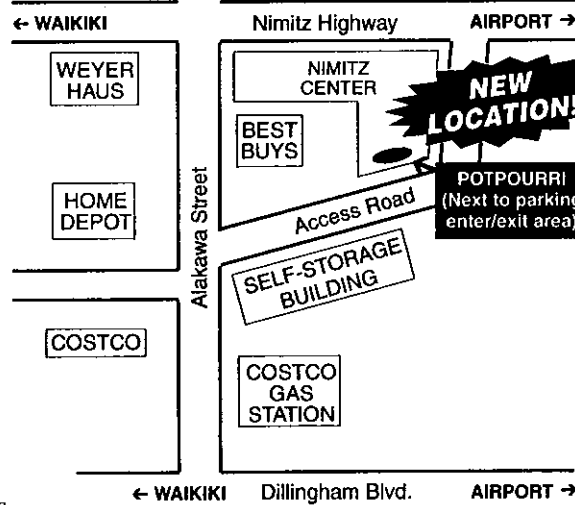 ← WAIKIKI
Nimitz Highway
AIRPORT →
WEYER
HAUS
NIMITZ
CENTER
NEW
LOCATION!
BEST
BUYS
POTPOURRI
(Next to parking
enter/exit area)
HOME
DEPOT
Alakawa Street
Access Road
SELF-STORAGE
BUILDING
COSTCO
COSTCO
GAS
STATION
← WAIKIKI
Dillingham Blvd.
AIRPORT →